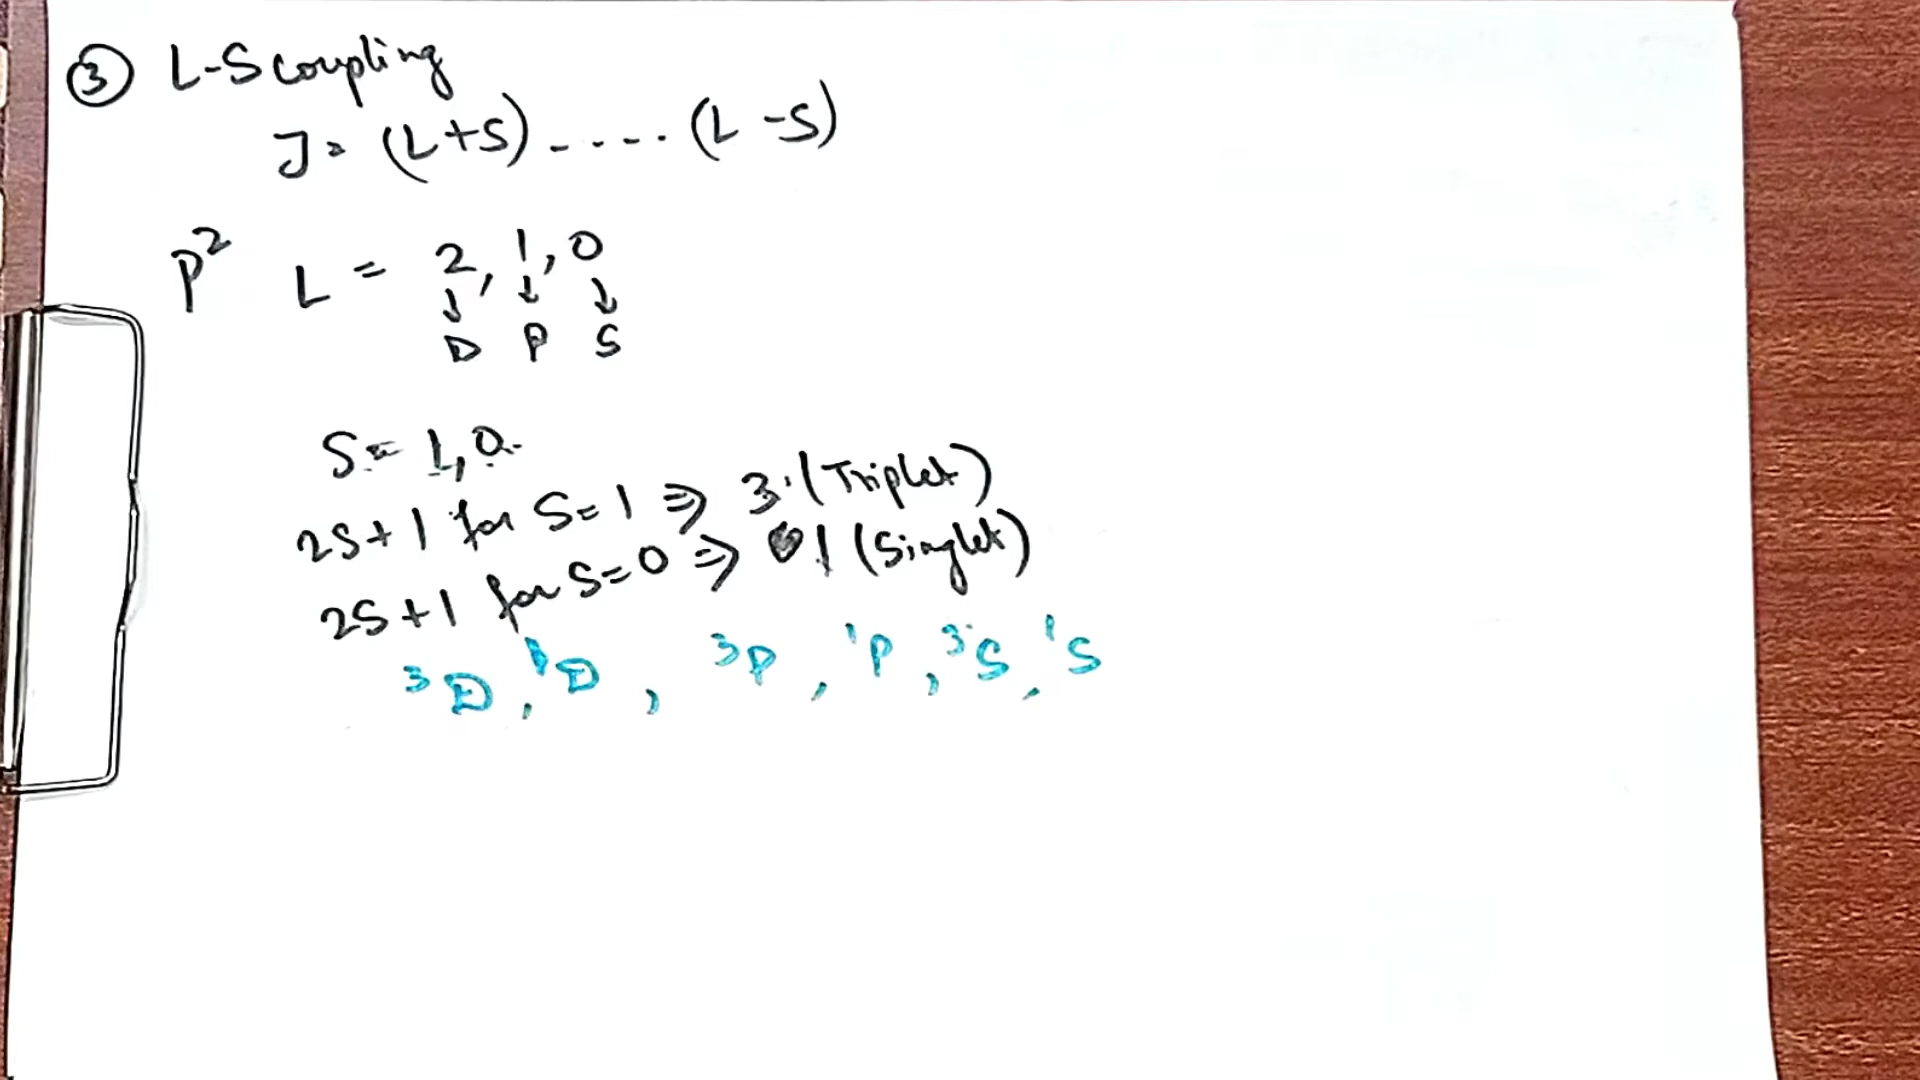 ③ L-S coupling
J = (L+S) ----- (L-S)
P² L = 2, 1, 0
↓ ↓ ↓
D P S
S = 1, 0.
2S+1 for S=1 ⇒ 3. (Triplet)
2S+1 for S=0 ⇒ 1 (Singlet)
³D, ¹D, ³P, ¹P, ³S, ¹S